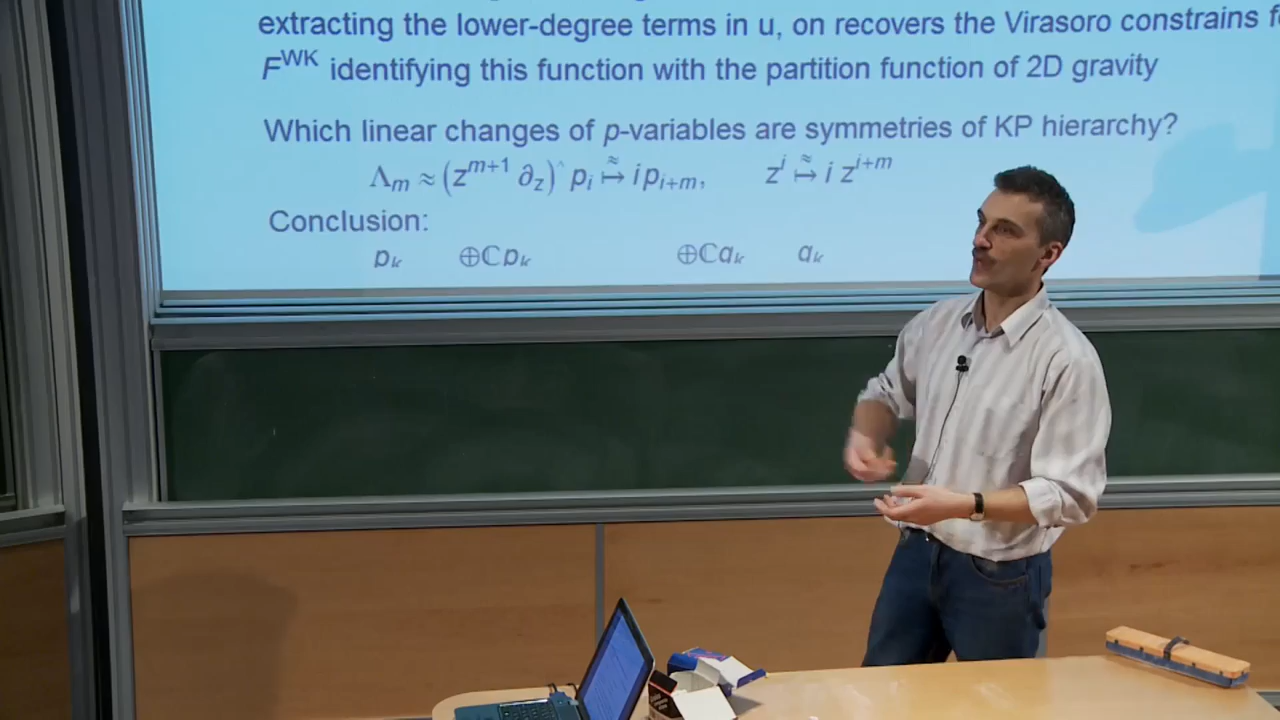 extracting the lower-degree terms in u, on recovers the Virasoro constrains
F^WK identifying this function with the partition function of 2D gravity
Which linear changes of p-variables are symmetries of KP hierarchy?
Λ_m ≈ (z^{m+1} ∂_z)^ˆ p_i ↦^≈ i p_{i+m}, z^i ↦^≈ i z^{i+m}
Conclusion:
p_k ⊕ℂp_k ⊕ℂq_k q_k